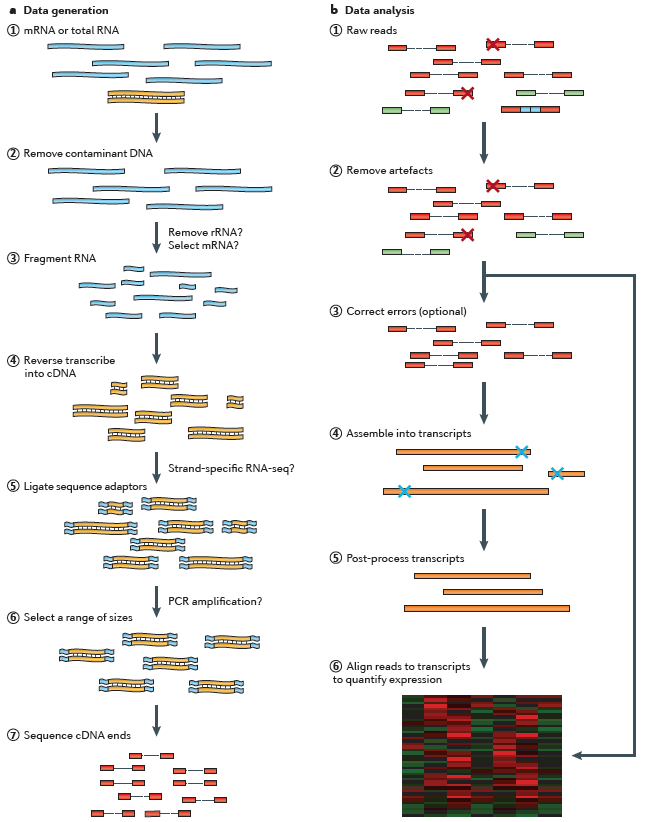 a Data generation
① mRNA or total RNA
② Remove contaminant DNA
Remove rRNA?
Select mRNA?
③ Fragment RNA
④ Reverse transcribe
into cDNA
Strand-specific RNA-seq?
⑤ Ligate sequence adaptors
PCR amplification?
⑥ Select a range of sizes
⑦ Sequence cDNA ends
b Data analysis
① Raw reads
② Remove artefacts
③ Correct errors (optional)
④ Assemble into transcripts
⑤ Post-process transcripts
⑥ Align reads to transcripts
to quantify expression